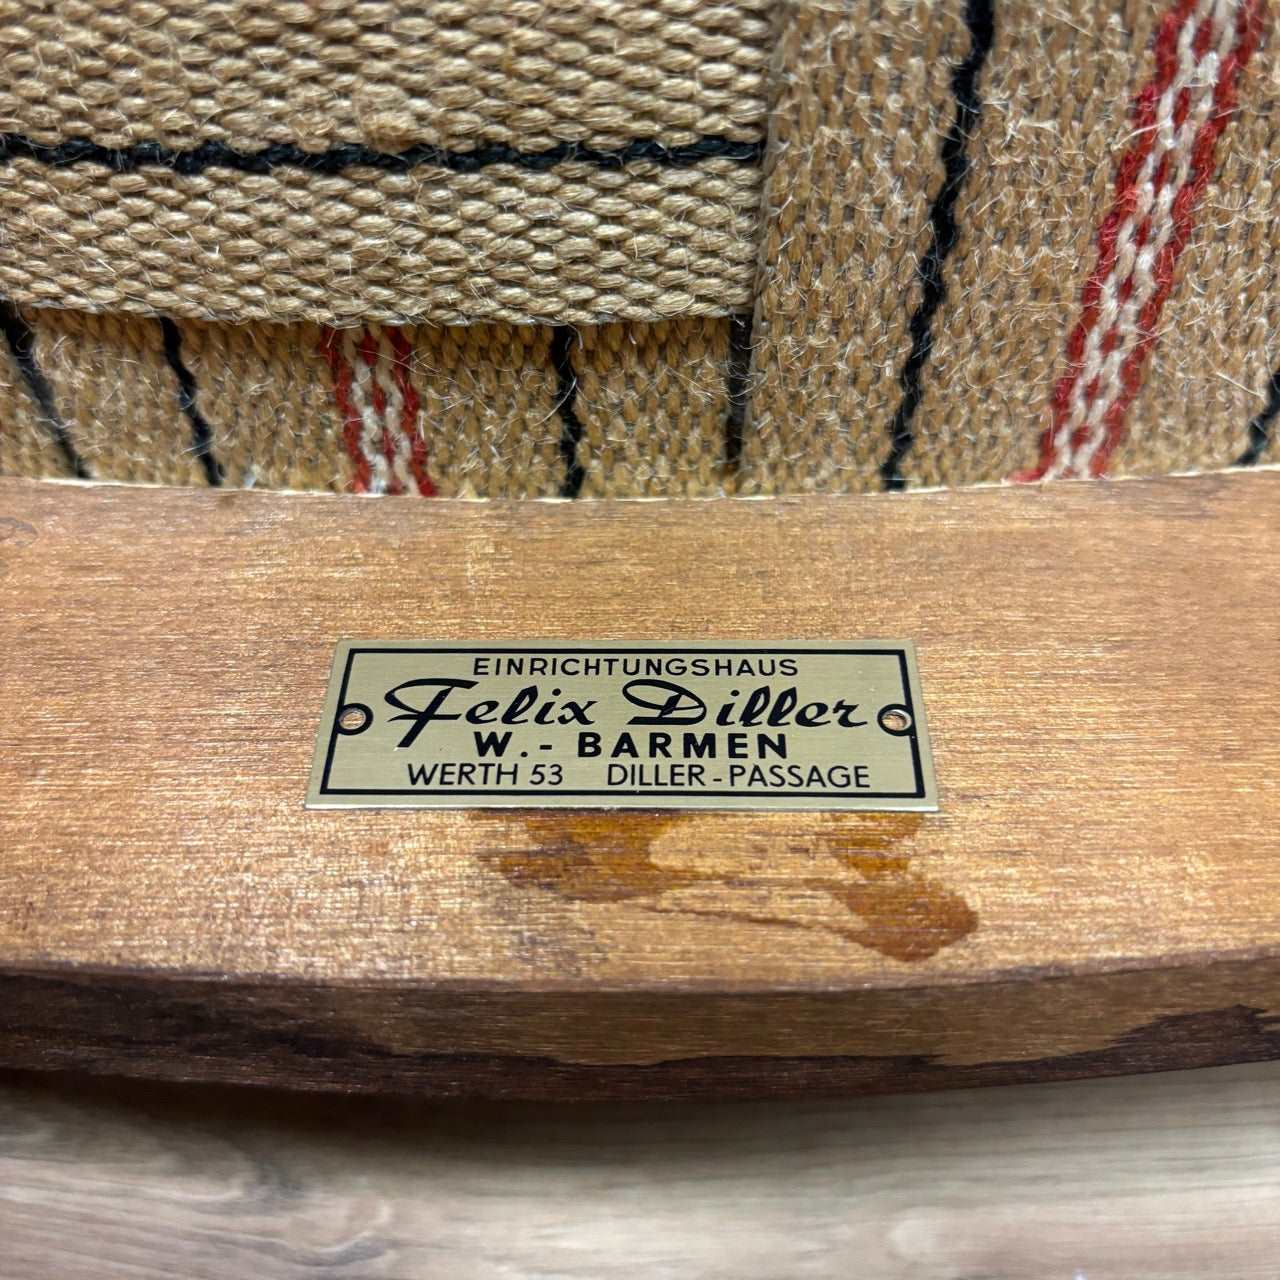 EINRICHTUNGSHAUS
Felix Diller
W.- BARMEN
WERTH 53 DILLER-PASSAGE